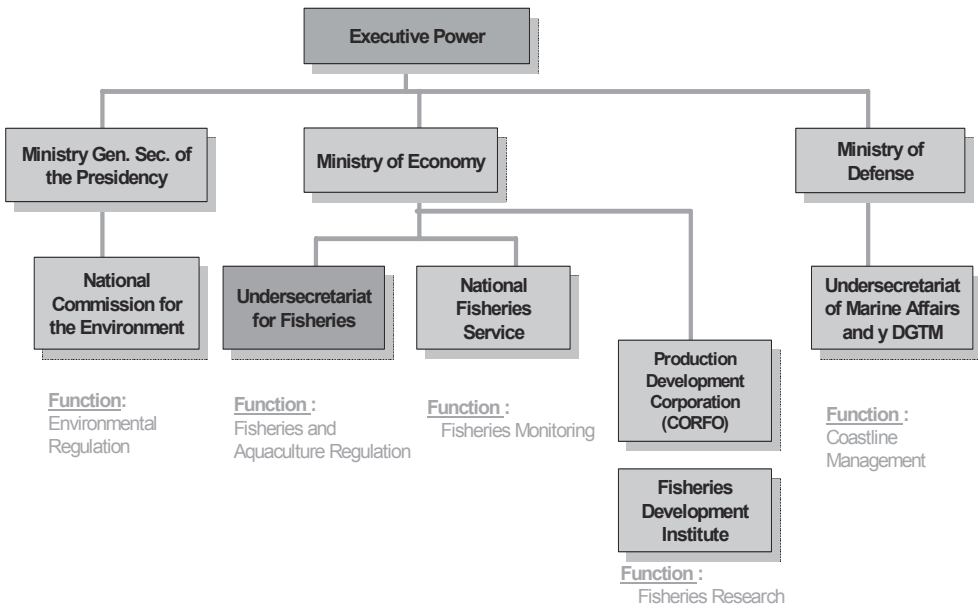 Executive Power
Ministry Gen. Sec. of
the Presidency
Ministry of Economy
Ministry of
Defense
National
Commission for
the Environment
Undersecretariat
for Fisheries
National
Fisheries
Service
Undersecretariat
of Marine Affairs
and y DGTM
Production
Development
Corporation
(CORFO)
Function:
Environmental
Regulation
Function :
Fisheries and
Aquaculture Regulation
Function :
Fisheries Monitoring
Function :
Coastline
Management
Fisheries
Development
Institute
Function :
Fisheries Research